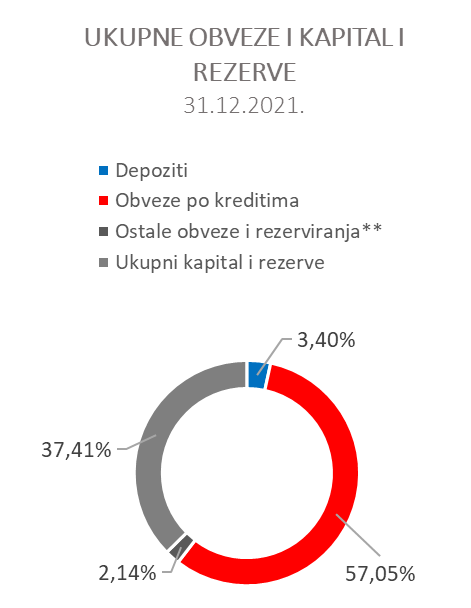 UKUPNE OBVEZE I KAPITAL I
REZERVE
31.12.2021.
Depoziti
Obveze po kreditima
Ostale obveze i rezerviranja**
Ukupni kapital i rezerve
3,40%
37,41%
2,14%
57,05%